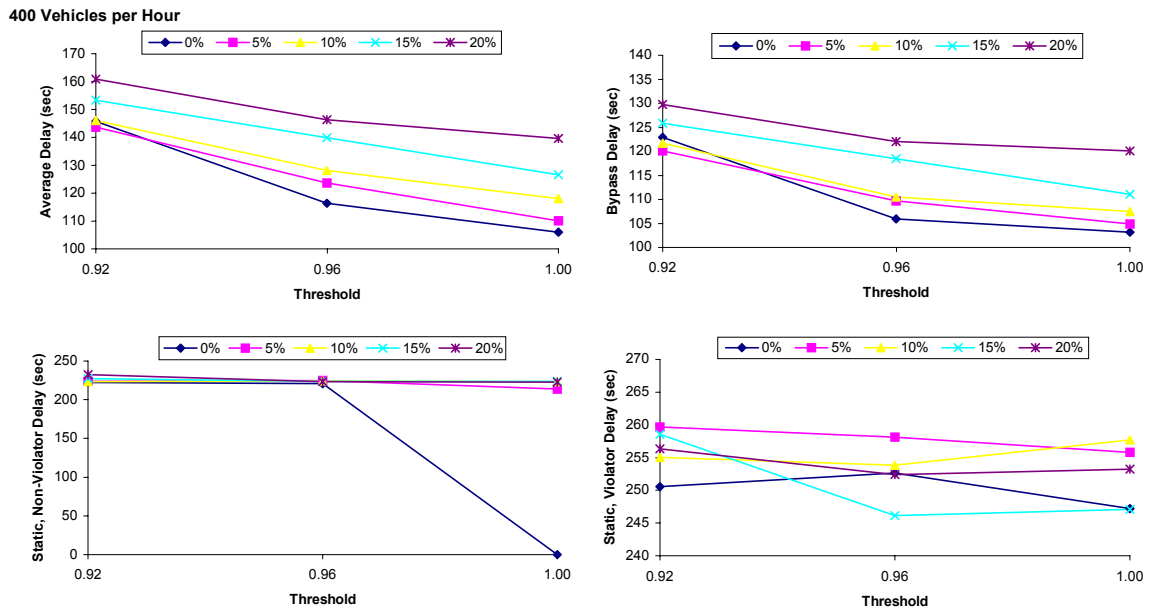 400 Vehicles per Hour
0% 5% 10% 15% 20%
170
160
150
140
130
120
110
100
Average Delay (sec)
0.92 0.96 1.00
Threshold
0% 5% 10% 15% 20%
140
135
130
125
120
115
110
105
100
Bypass Delay (sec)
0.92 0.96 1.00
Threshold
0% 5% 10% 15% 20%
250
200
150
100
50
0
Static, Non-Violator Delay (sec)
0.92 0.96 1.00
Threshold
0% 5% 10% 15% 20%
270
265
260
255
250
245
240
Static, Violator Delay (sec)
0.92 0.96 1.00
Threshold